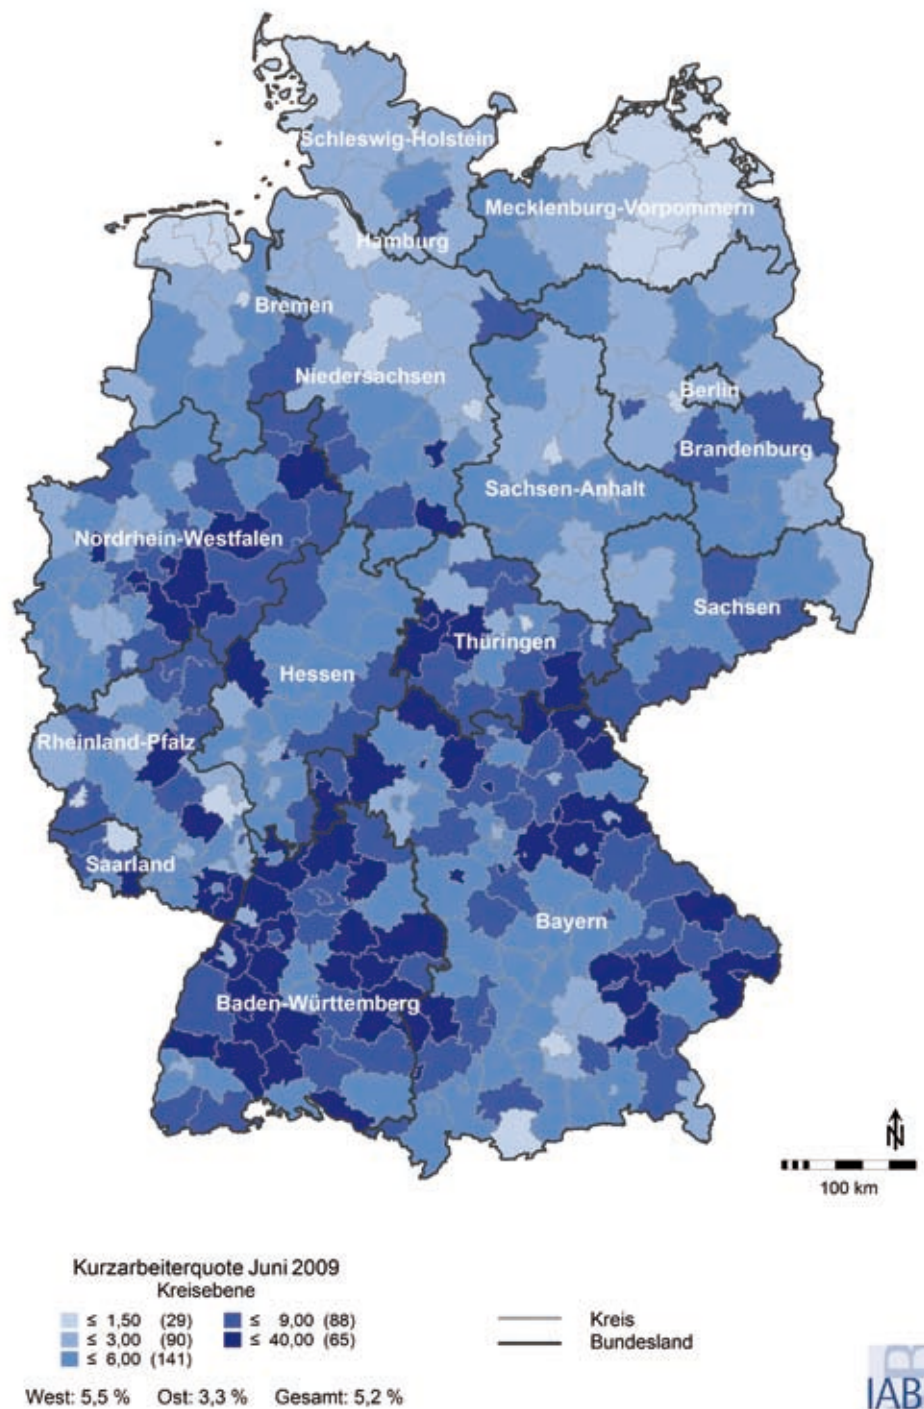 Schleswig-Holstein
Mecklenburg-Vorpommern
Hamburg
Bremen
Niedersachsen
Berlin
Brandenburg
Sachsen-Anhalt
Nordrhein-Westfalen
Sachsen
Thüringen
Hessen
Rheinland-Pfalz
Saarland
Bayern
Baden-Württemberg
N
100 km
Kurzarbeiterquote Juni 2009
Kreisebene
≤ 1,50 (29) ≤ 9,00 (88)
≤ 3,00 (90) ≤ 40,00 (65)
≤ 6,00 (141)
Kreis
Bundesland
West: 5,5 % Ost: 3,3 % Gesamt: 5,2 %
IAB